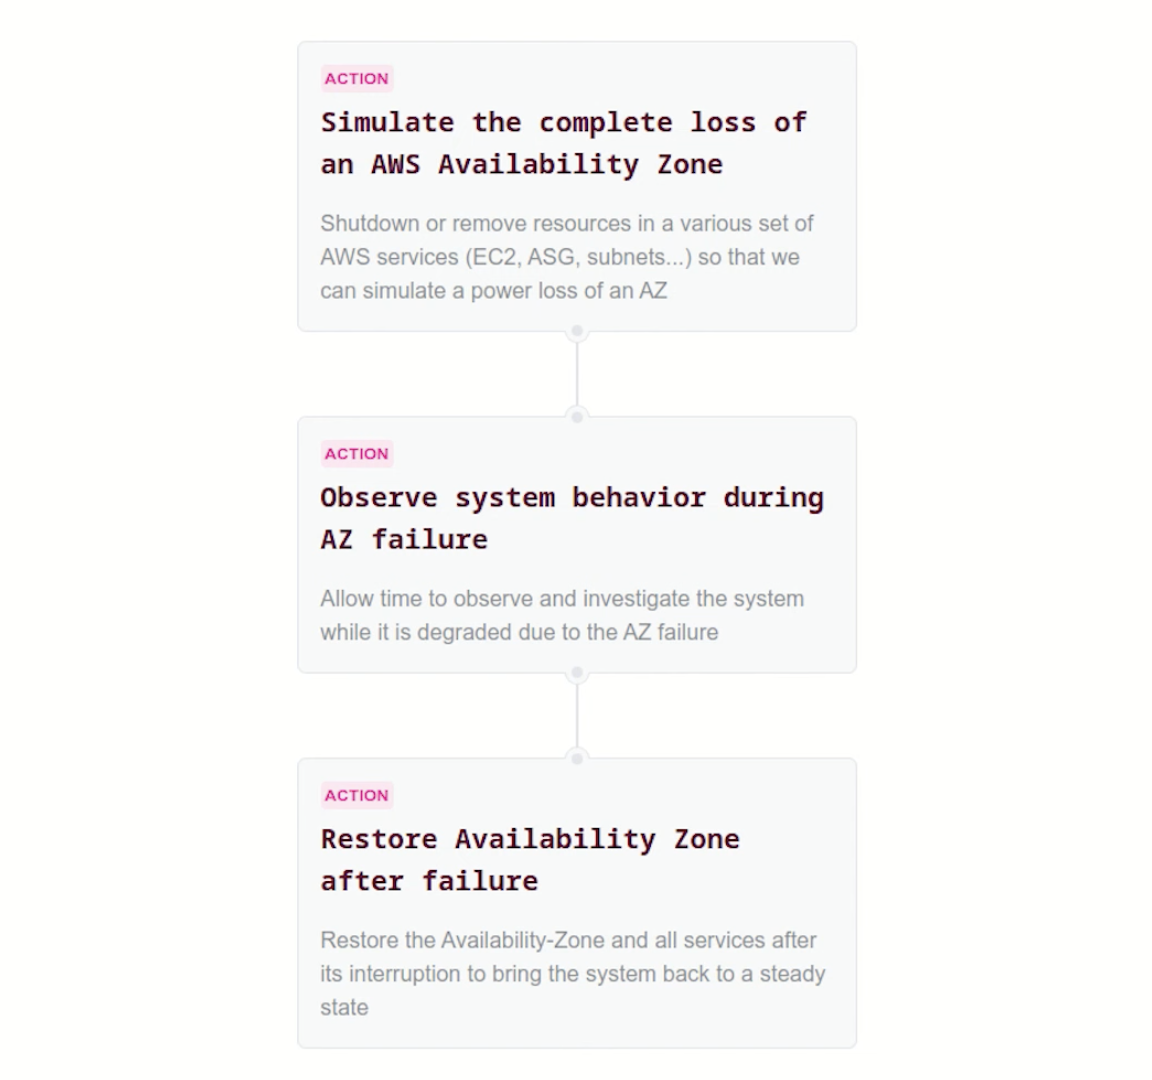 ACTION
Simulate the complete loss of
an AWS Availability Zone
Shutdown or remove resources in a various set of
AWS services (EC2, ASG, subnets...) so that we
can simulate a power loss of an AZ
ACTION
Observe system behavior during
AZ failure
Allow time to observe and investigate the system
while it is degraded due to the AZ failure
ACTION
Restore Availability Zone
after failure
Restore the Availability-Zone and all services after
its interruption to bring the system back to a steady
state